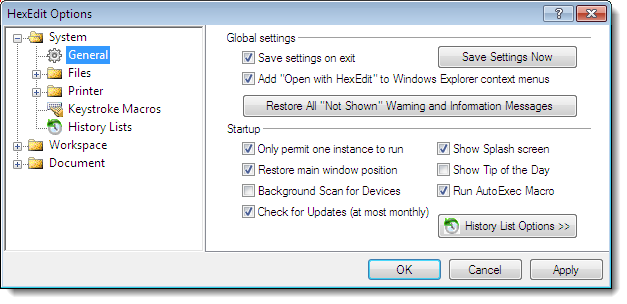 HexEdit Options
System
General
Files
Printer
Keystroke Macros
History Lists
Workspace
Document
Global settings
Save settings on exit
Save Settings Now
Add "Open with HexEdit" to Windows Explorer context menus
Restore All "Not Shown" Warning and Information Messages
Startup
Only permit one instance to run
Show Splash screen
Restore main window position
Show Tip of the Day
Background Scan for Devices
Run AutoExec Macro
Check for Updates (at most monthly)
History List Options >>
OK
Cancel
Apply